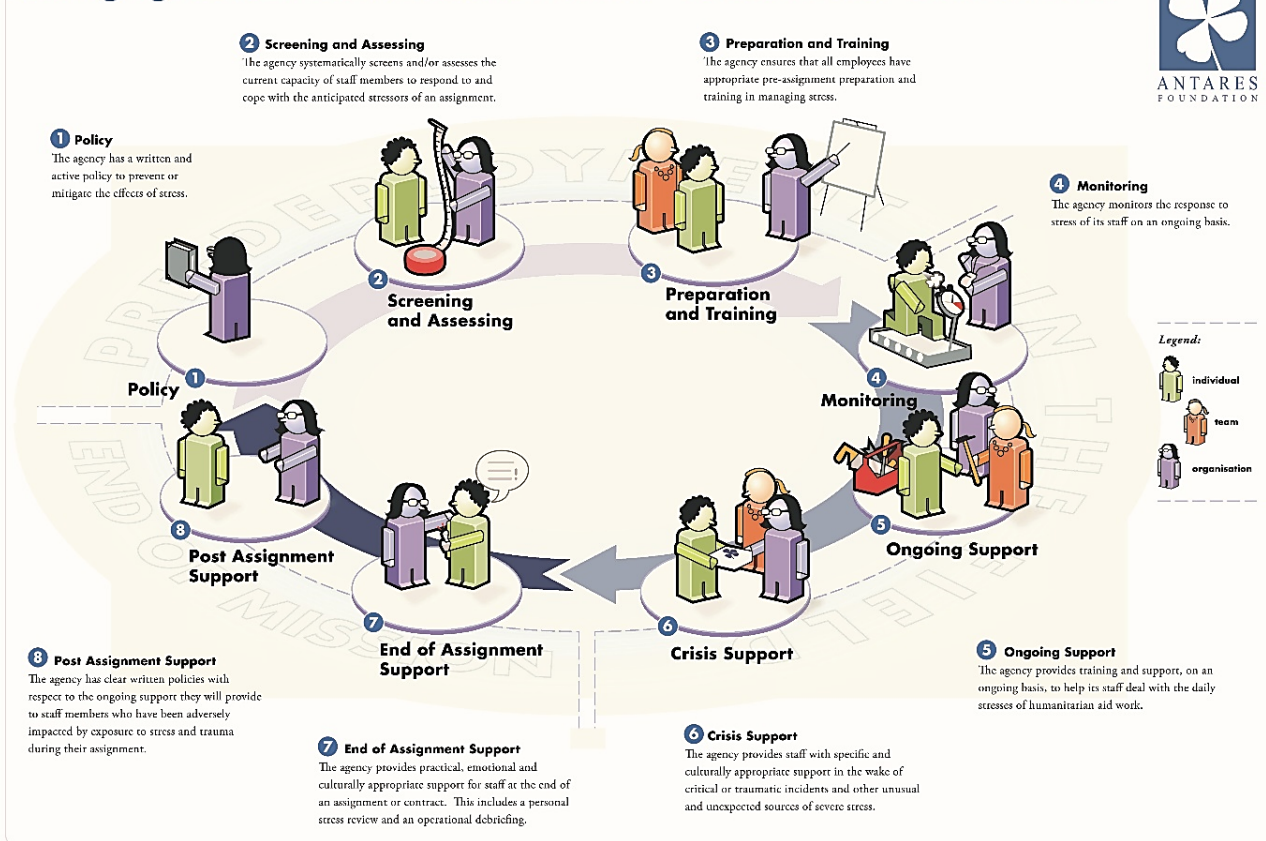 2 Screening and Assessing
The agency systematically screens and/or assesses the
current capacity of staff members to respond to and
cope with the anticipated stressors of an assignment.
3 Preparation and Training
The agency ensures that all employees have
appropriate pre-assignment preparation and
training in managing stress.
ANTARES
FOUNDATION
1 Policy
The agency has a written and
active policy to prevent or
mitigate the effects of stress.
4 Monitoring
The agency monitors the response to
stress of its staff on an ongoing basis.
PRE DEPLOYMENT
IN THE
FIELD
END OF MISSION
2
Screening
and Assessing
3
Preparation
and Training
1
Policy
4
Monitoring
Legend:
individual
team
organisation
5
Ongoing Support
8
Post Assignment
Support
7
End of Assignment
Support
6
Crisis Support
8 Post Assignment Support
The agency has clear written policies with
respect to the ongoing support they will provide
to staff members who have been adversely
impacted by exposure to stress and trauma
during their assignment.
7 End of Assignment Support
The agency provides practical, emotional and
culturally appropriate support for staff at the end of
an assignment or contract. This includes a personal
stress review and an operational debriefing.
6 Crisis Support
The agency provides staff with specific and
culturally appropriate support in the wake of
critical or traumatic incidents and other unusual
and unexpected sources of severe stress.
5 Ongoing Support
The agency provides training and support, on an
ongoing basis, to help its staff deal with the daily
stresses of humanitarian aid work.